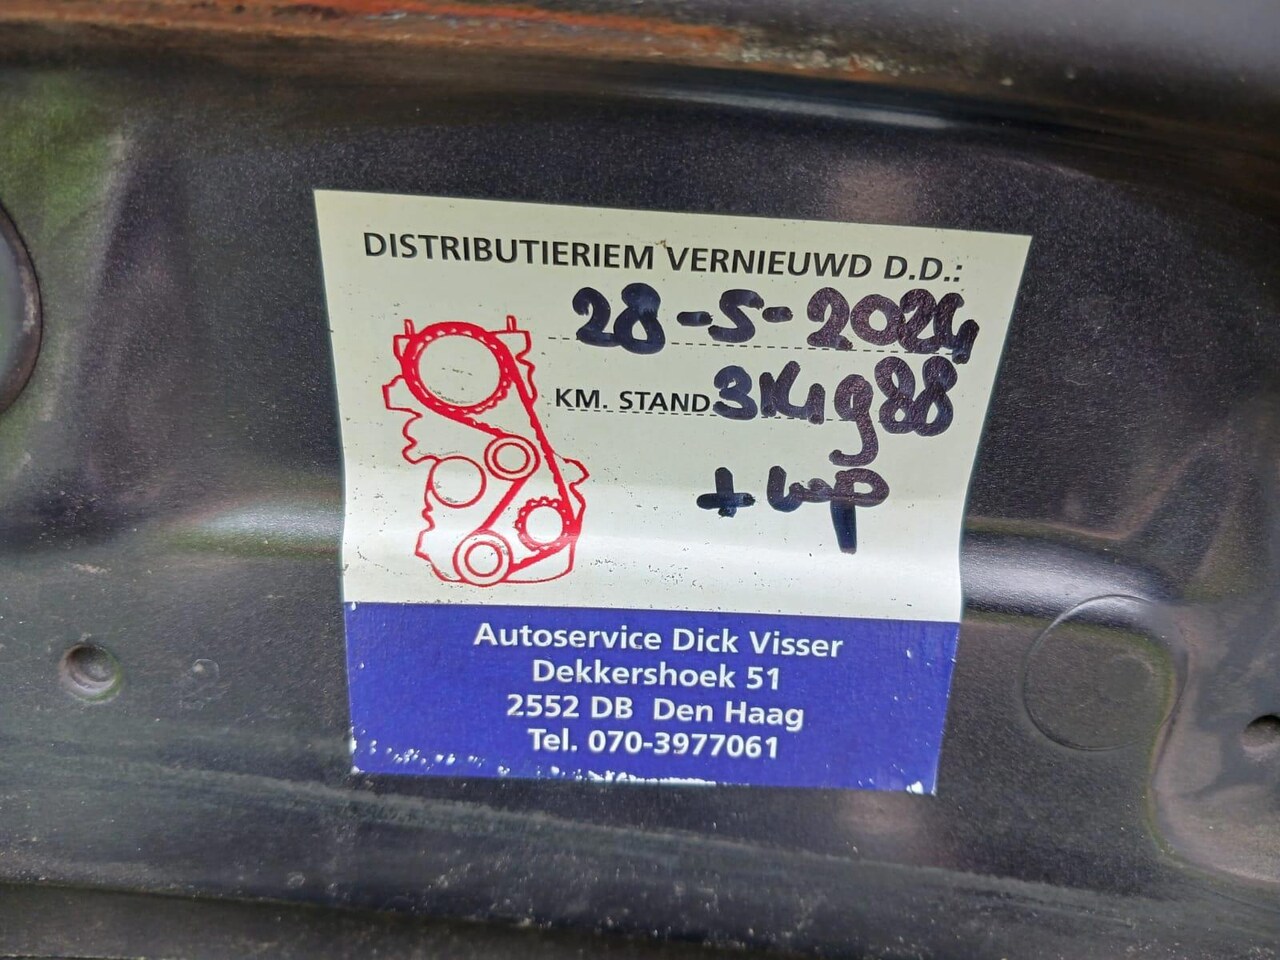 DISTRIBUTIERIEM VERNIEUWD D.D.:
28-5-2024
KM. STAND 314988
+ wp
Autoservice Dick Visser
Dekkershoek 51
2552 DB Den Haag
Tel. 070-3977061